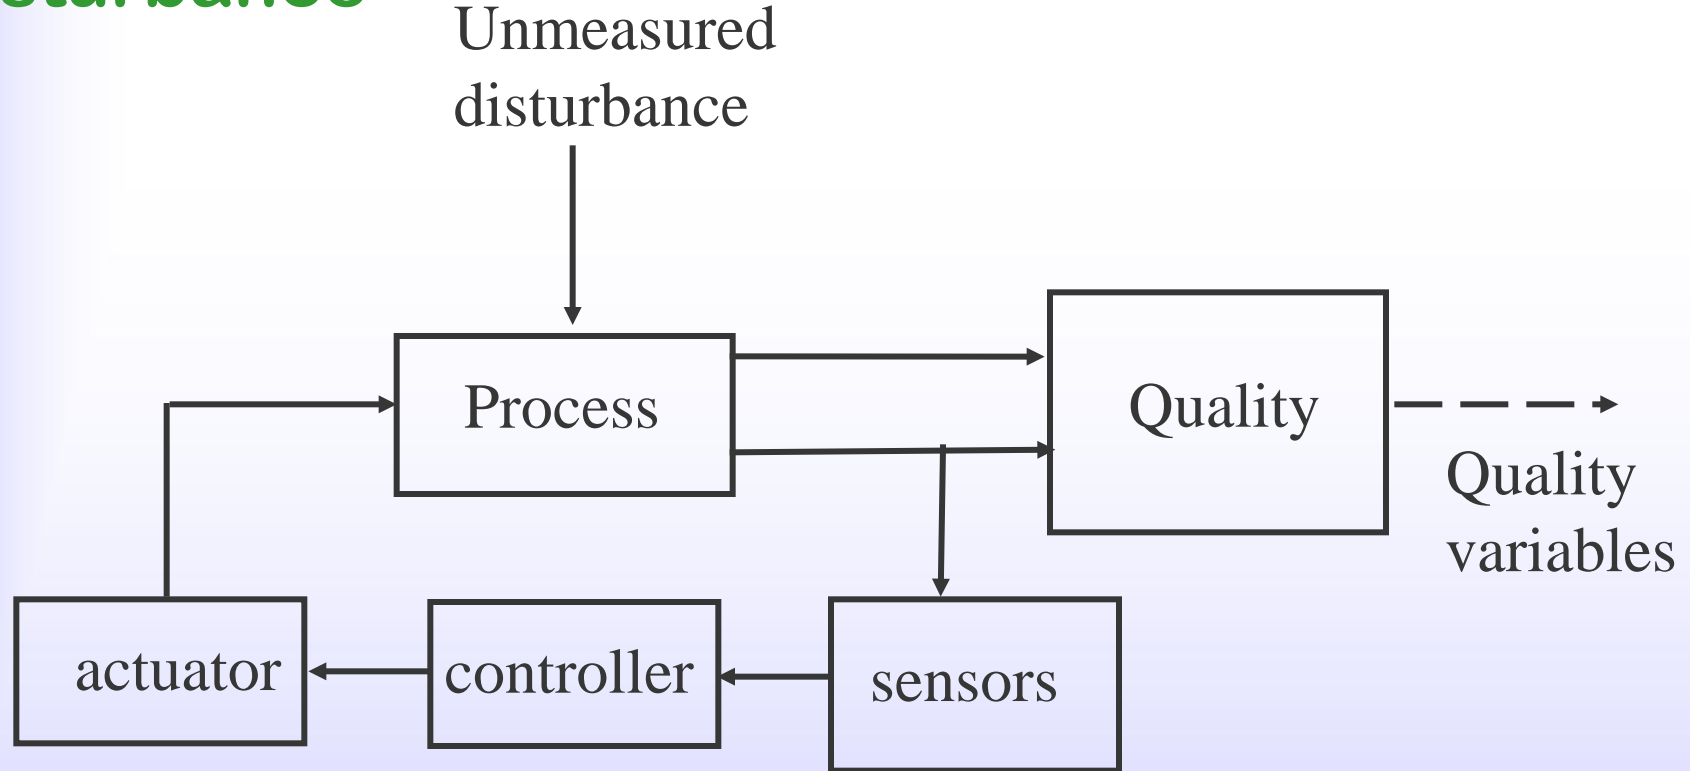 Unmeasured
disturbance
Process
Quality
Quality
variables
actuator
controller
sensors